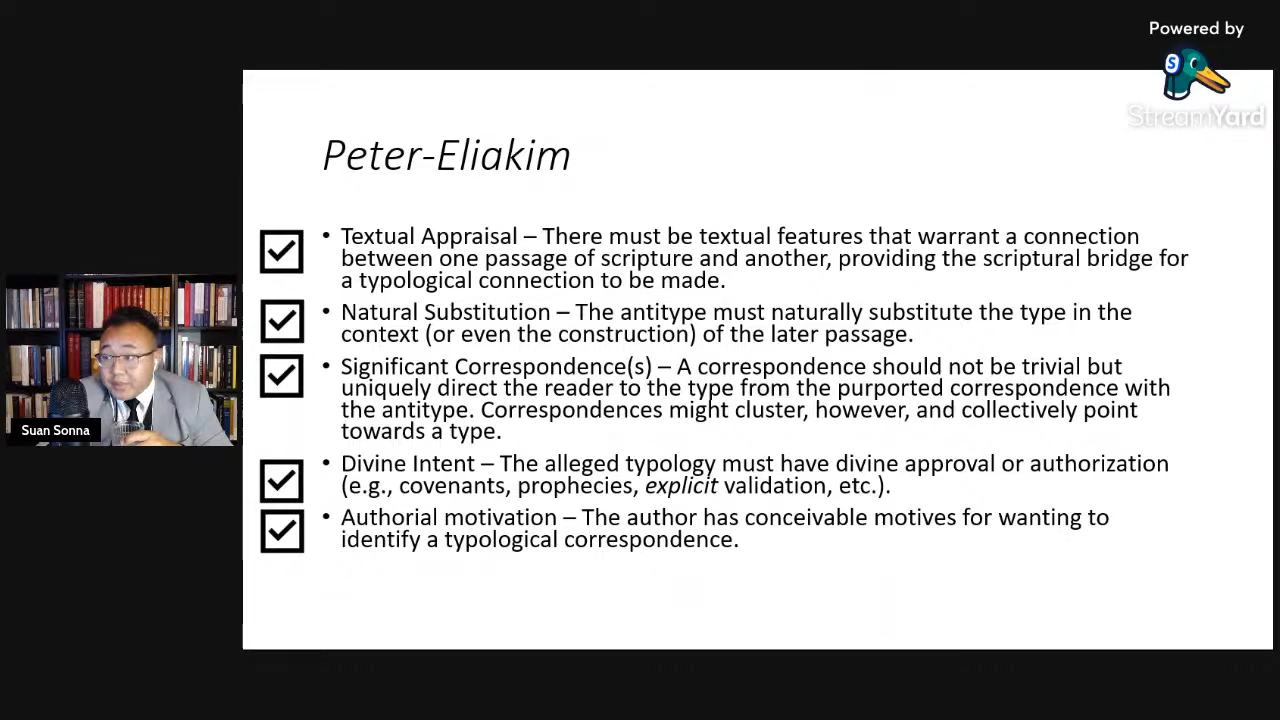 Powered by
StreamYard
Peter-Eliakim
• Textual Appraisal – There must be textual features that warrant a connection
between one passage of scripture and another, providing the scriptural bridge for
a typological connection to be made.
• Natural Substitution – The antitype must naturally substitute the type in the
context (or even the construction) of the later passage.
• Significant Correspondence(s) – A correspondence should not be trivial but
uniquely direct the reader to the type from the purported correspondence with
the antitype. Correspondences might cluster, however, and collectively point
towards a type.
• Divine Intent – The alleged typology must have divine approval or authorization
(e.g., covenants, prophecies, explicit validation, etc.).
• Authorial motivation – The author has conceivable motives for wanting to
identify a typological correspondence.
Suan Sonna